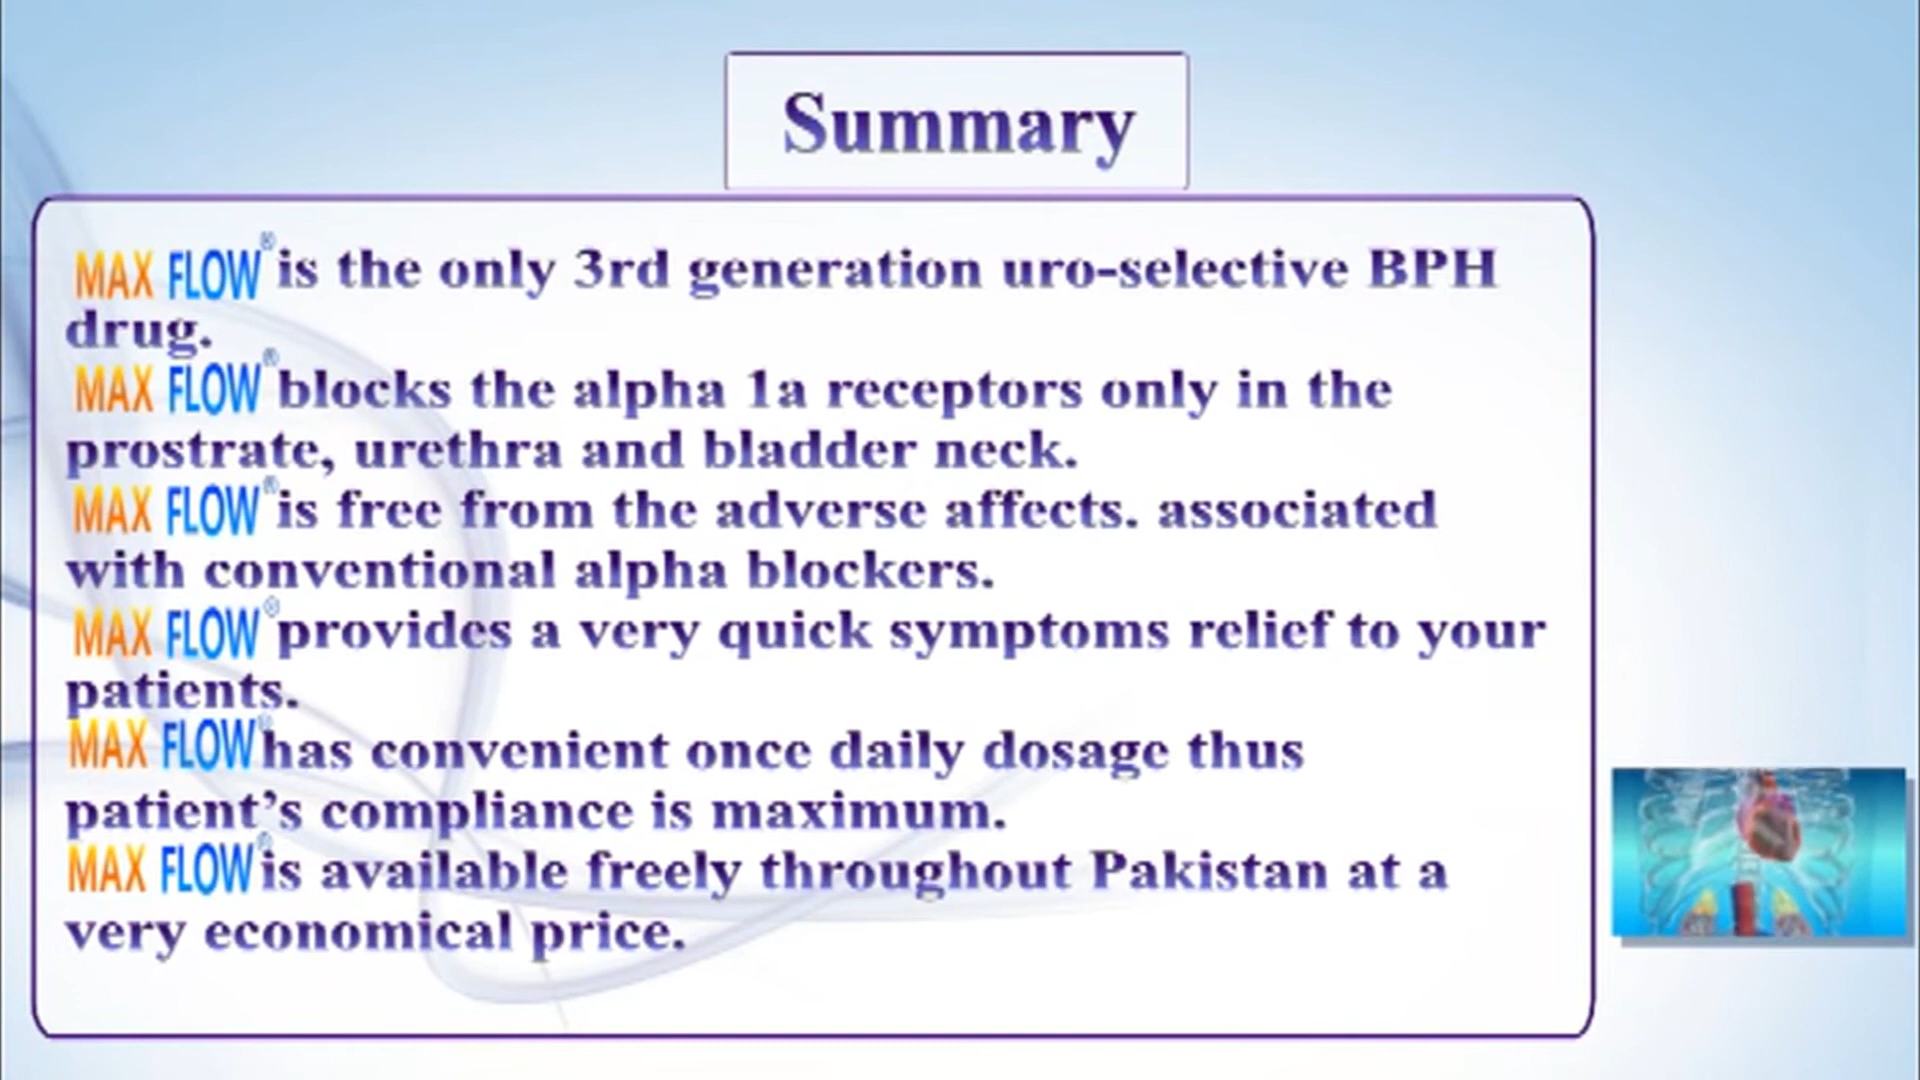 Summary
MAX FLOW® is the only 3rd generation uro-selective BPH
drug.
MAX FLOW® blocks the alpha 1a receptors only in the
prostrate, urethra and bladder neck.
MAX FLOW® is free from the adverse affects. associated
with conventional alpha blockers.
MAX FLOW® provides a very quick symptoms relief to your
patients.
MAX FLOW® has convenient once daily dosage thus
patient’s compliance is maximum.
MAX FLOW® is available freely throughout Pakistan at a
very economical price.